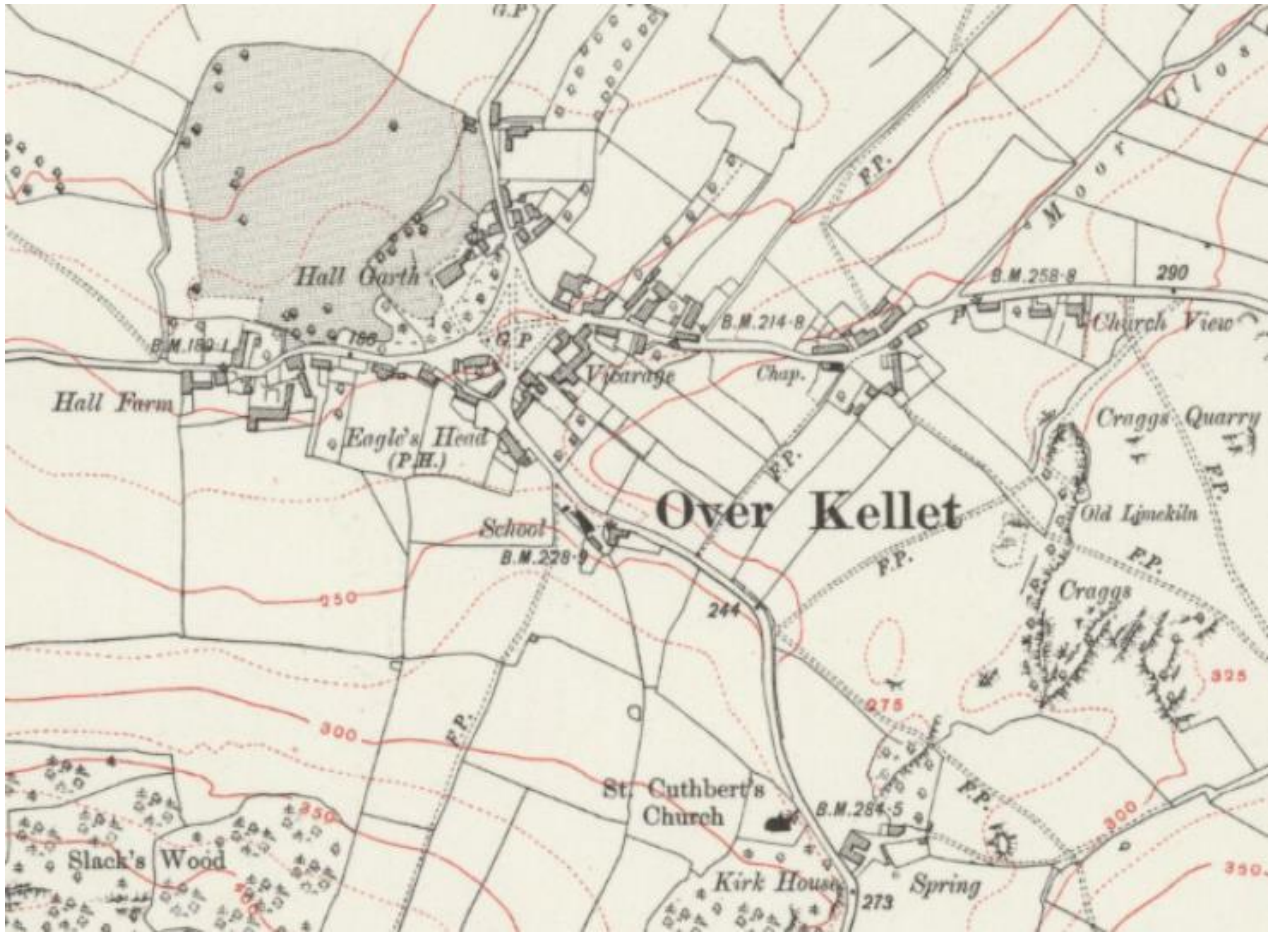 G.P
F.P.
Moor Clos
Hall Garth
B.M.258·8
290
B.M.189·1
188
G.P
B.M.214·8
Church View
Hall Farm
Vicarage
Chap.
P
Craggs Quarry
Eagle's Head
(P.H.)
F.P.
F.P.
Over Kellet
School
Old Limekiln
B.M.228·9
F.P.
F.P.
250
244
Craggs
325
275
300
F.P.
St. Cuthbert's
Church
B.M.284·5
F.P.
300
350
Slack's Wood
Kirk House
Spring
350
273